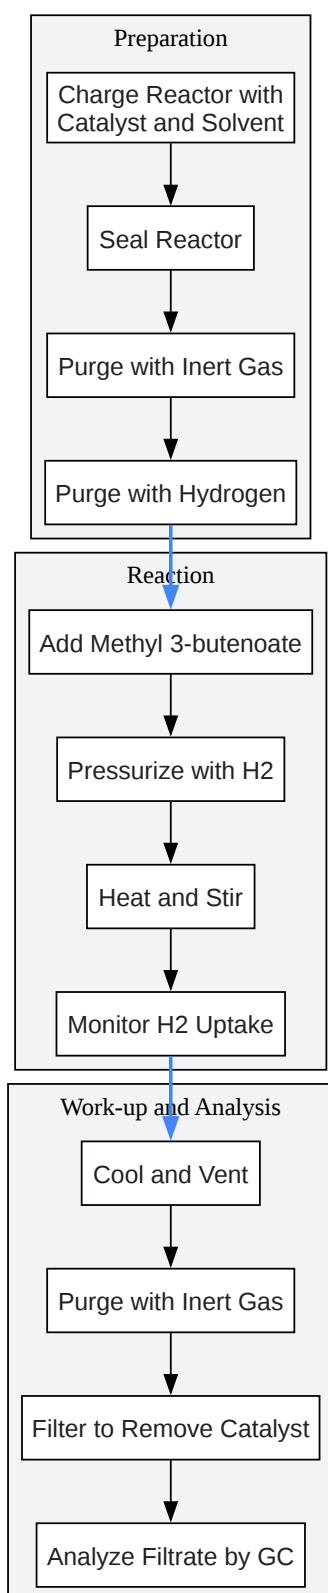 Preparation
Charge Reactor with
Catalyst and Solvent
Seal Reactor
Purge with Inert Gas
Purge with Hydrogen
Reaction
Add Methyl 3-butenoate
Pressurize with H2
Heat and Stir
Monitor H2 Uptake
Work-up and Analysis
Cool and Vent
Purge with Inert Gas
Filter to Remove Catalyst
Analyze Filtrate by GC